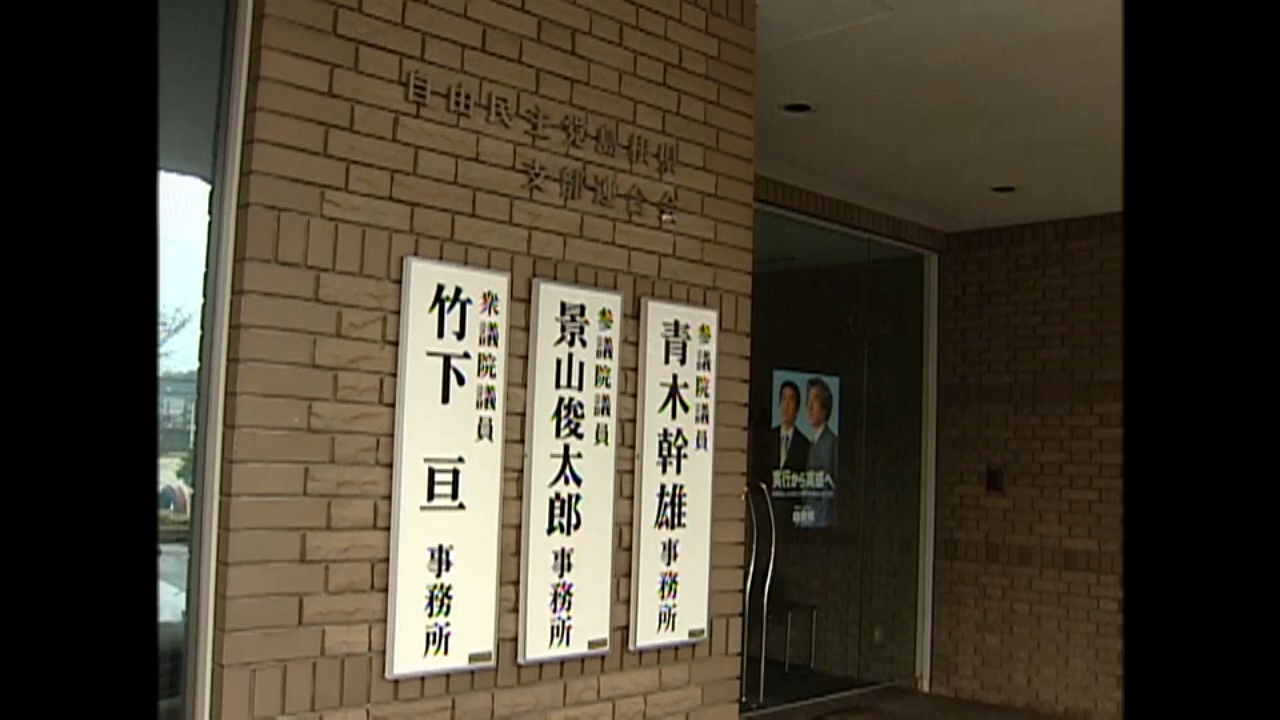 自由民主党島根県
支部連合会
参議院議員
青木幹雄事務所
参議院議員
景山俊太郎事務所
衆議院議員
竹下亘事務所
実行から実感へ